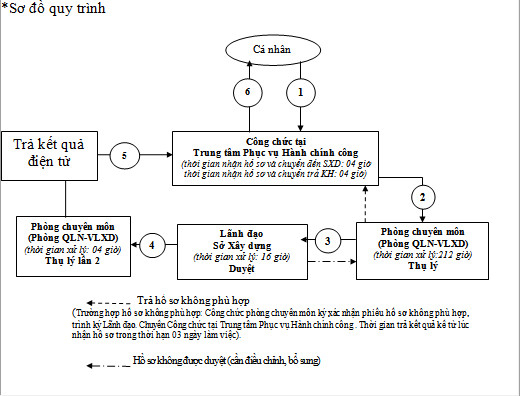 *Sơ đồ quy trình
Cá nhân
6
1
Trả kết quả
điện tử
5
Công chức tại
Trung tâm Phục vụ Hành chính công
(thời gian nhận hồ sơ và chuyển đến SXD: 04 giờ
thời gian nhận hồ sơ và chuyển trả KH: 04 giờ)
2
Phòng chuyên môn
(Phòng QLN-VLXD)
(thời gian xử lý: 04 giờ)
Thụ lý lần 2
4
Lãnh đạo
Sở Xây dựng
(thời gian xử lý: 16 giờ)
Duyệt
3
Phòng chuyên môn
(Phòng QLN-VLXD)
(thời gian xử lý:212 giờ)
Thụ lý
Trả hồ sơ không phù hợp
(Trường hợp hồ sơ không phù hợp: Công chức phòng chuyên môn ký xác nhận phiếu hồ sơ không phù hợp,
trình ký Lãnh đạo. Chuyển Công chức tại Trung tâm Phục vụ Hành chính công . Thời gian trả kết quả kể từ lúc
nhận hồ sơ trong thời hạn 03 ngày làm việc).
Hồ sơ không được duyệt (cần điều chỉnh, bổ sung)